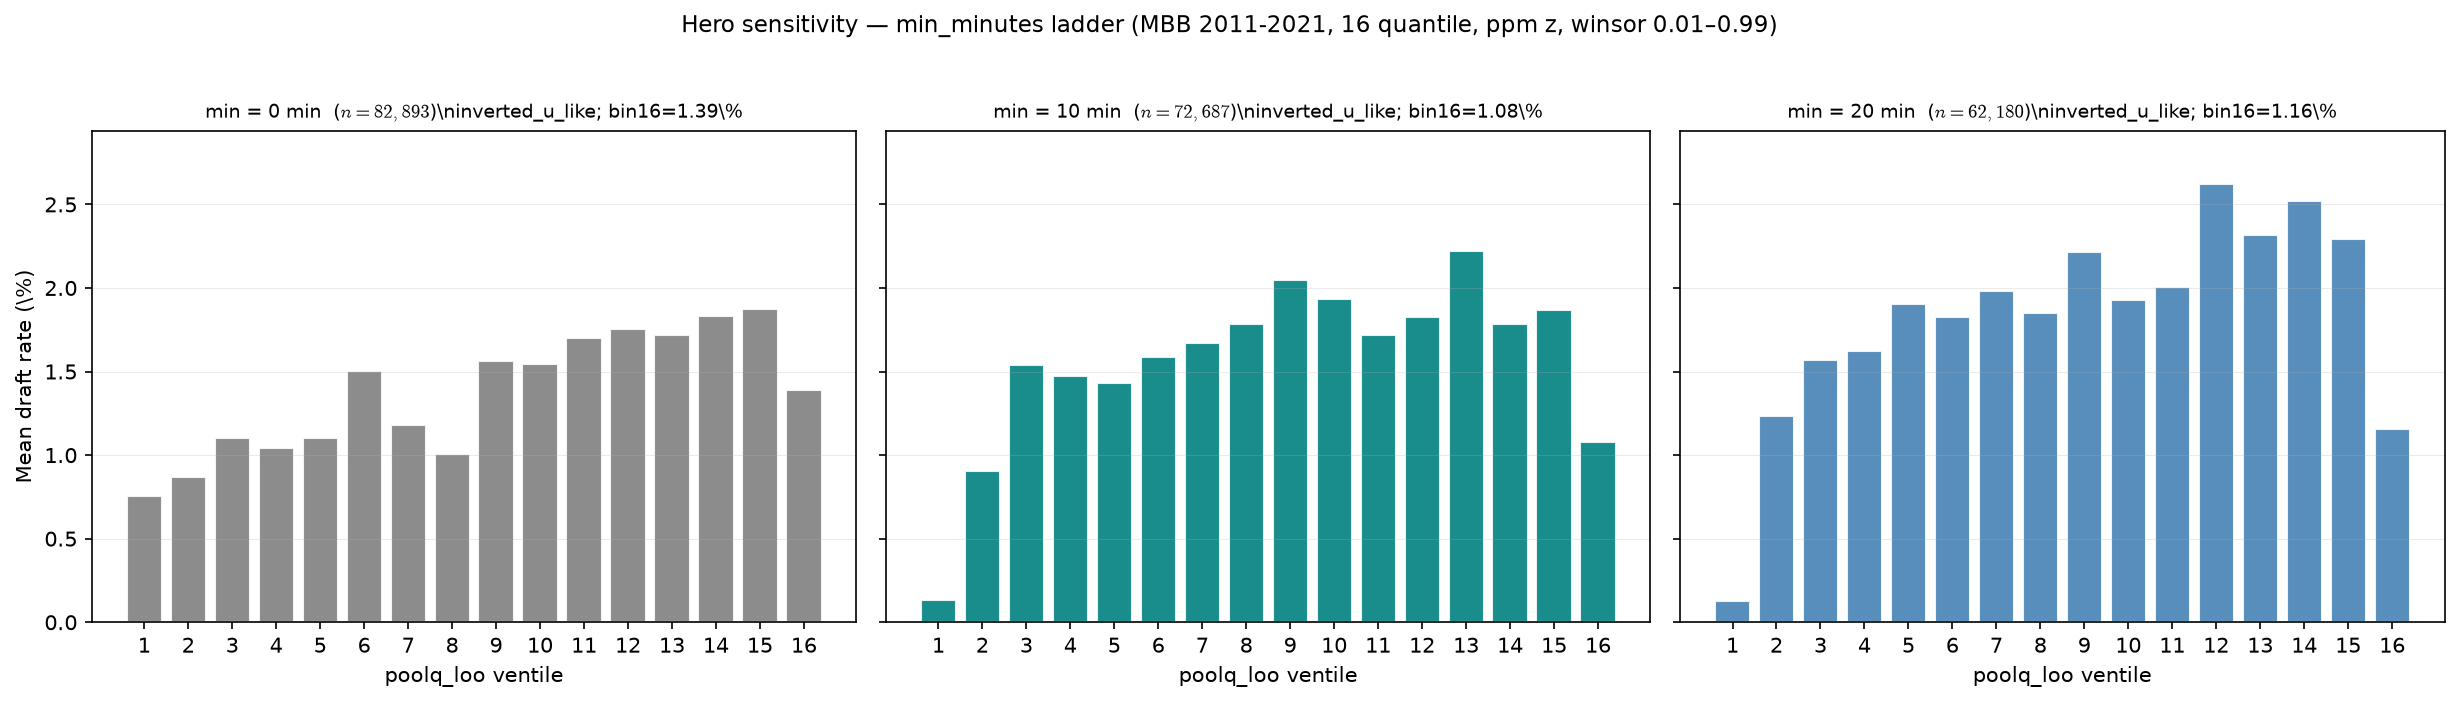 Hero sensitivity — min_minutes ladder (MBB 2011-2021, 16 quantile, ppm z, winsor 0.01–0.99)
min = 0 min (n = 82, 893)\ninverted_u_like; bin16=1.39\%
min = 10 min (n = 72, 687)\ninverted_u_like; bin16=1.08\%
min = 20 min (n = 62, 180)\ninverted_u_like; bin16=1.16\%
Mean draft rate (\%)
2.5
2.0
1.5
1.0
0.5
0.0
1 2 3 4 5 6 7 8 9 10 11 12 13 14 15 16
1 2 3 4 5 6 7 8 9 10 11 12 13 14 15 16
1 2 3 4 5 6 7 8 9 10 11 12 13 14 15 16
poolq_loo ventile
poolq_loo ventile
poolq_loo ventile